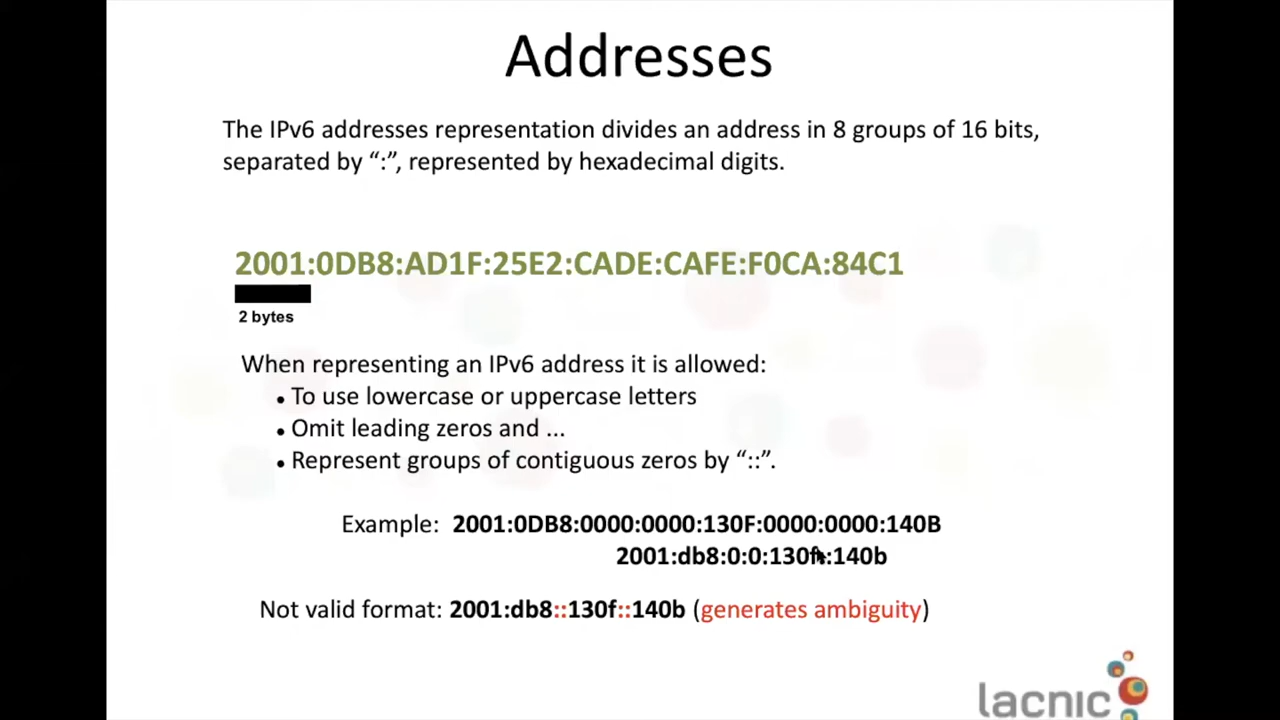 Addresses
The IPv6 addresses representation divides an address in 8 groups of 16 bits,
separated by “:”, represented by hexadecimal digits.
2001:0DB8:AD1F:25E2:CADE:CAFE:F0CA:84C1
2 bytes
When representing an IPv6 address it is allowed:
• To use lowercase or uppercase letters
• Omit leading zeros and ...
• Represent groups of contiguous zeros by “::”.
Example: 2001:0DB8:0000:0000:130F:0000:0000:140B
2001:db8:0:0:130f::140b
Not valid format: 2001:db8::130f::140b (generates ambiguity)
lacnic